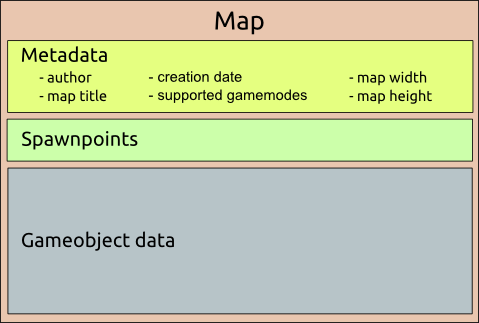 Map
Metadata
- author - creation date - map width
- map title - supported gamemodes - map height
Spawnpoints
Gameobject data